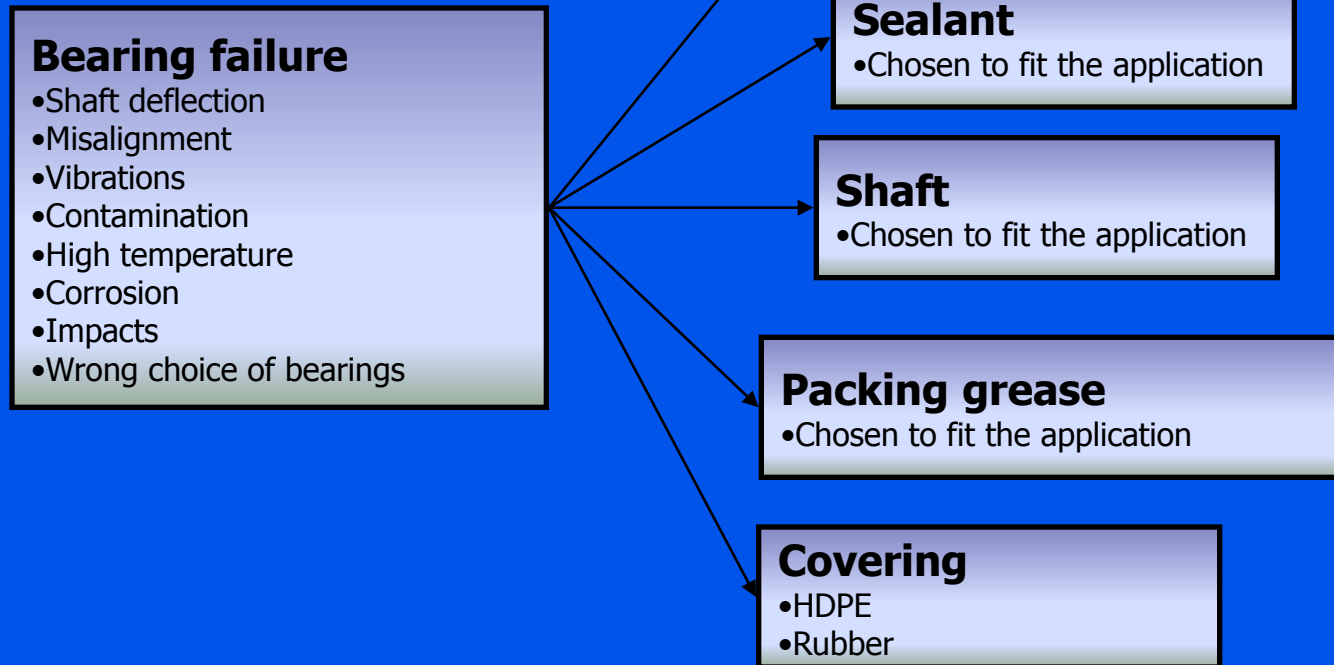 Bearing failure
•Shaft deflection
•Misalignment
•Vibrations
•Contamination
•High temperature
•Corrosion
•Impacts
•Wrong choice of bearings
Sealant
•Chosen to fit the application
Shaft
•Chosen to fit the application
Packing grease
•Chosen to fit the application
Covering
•HDPE
•Rubber